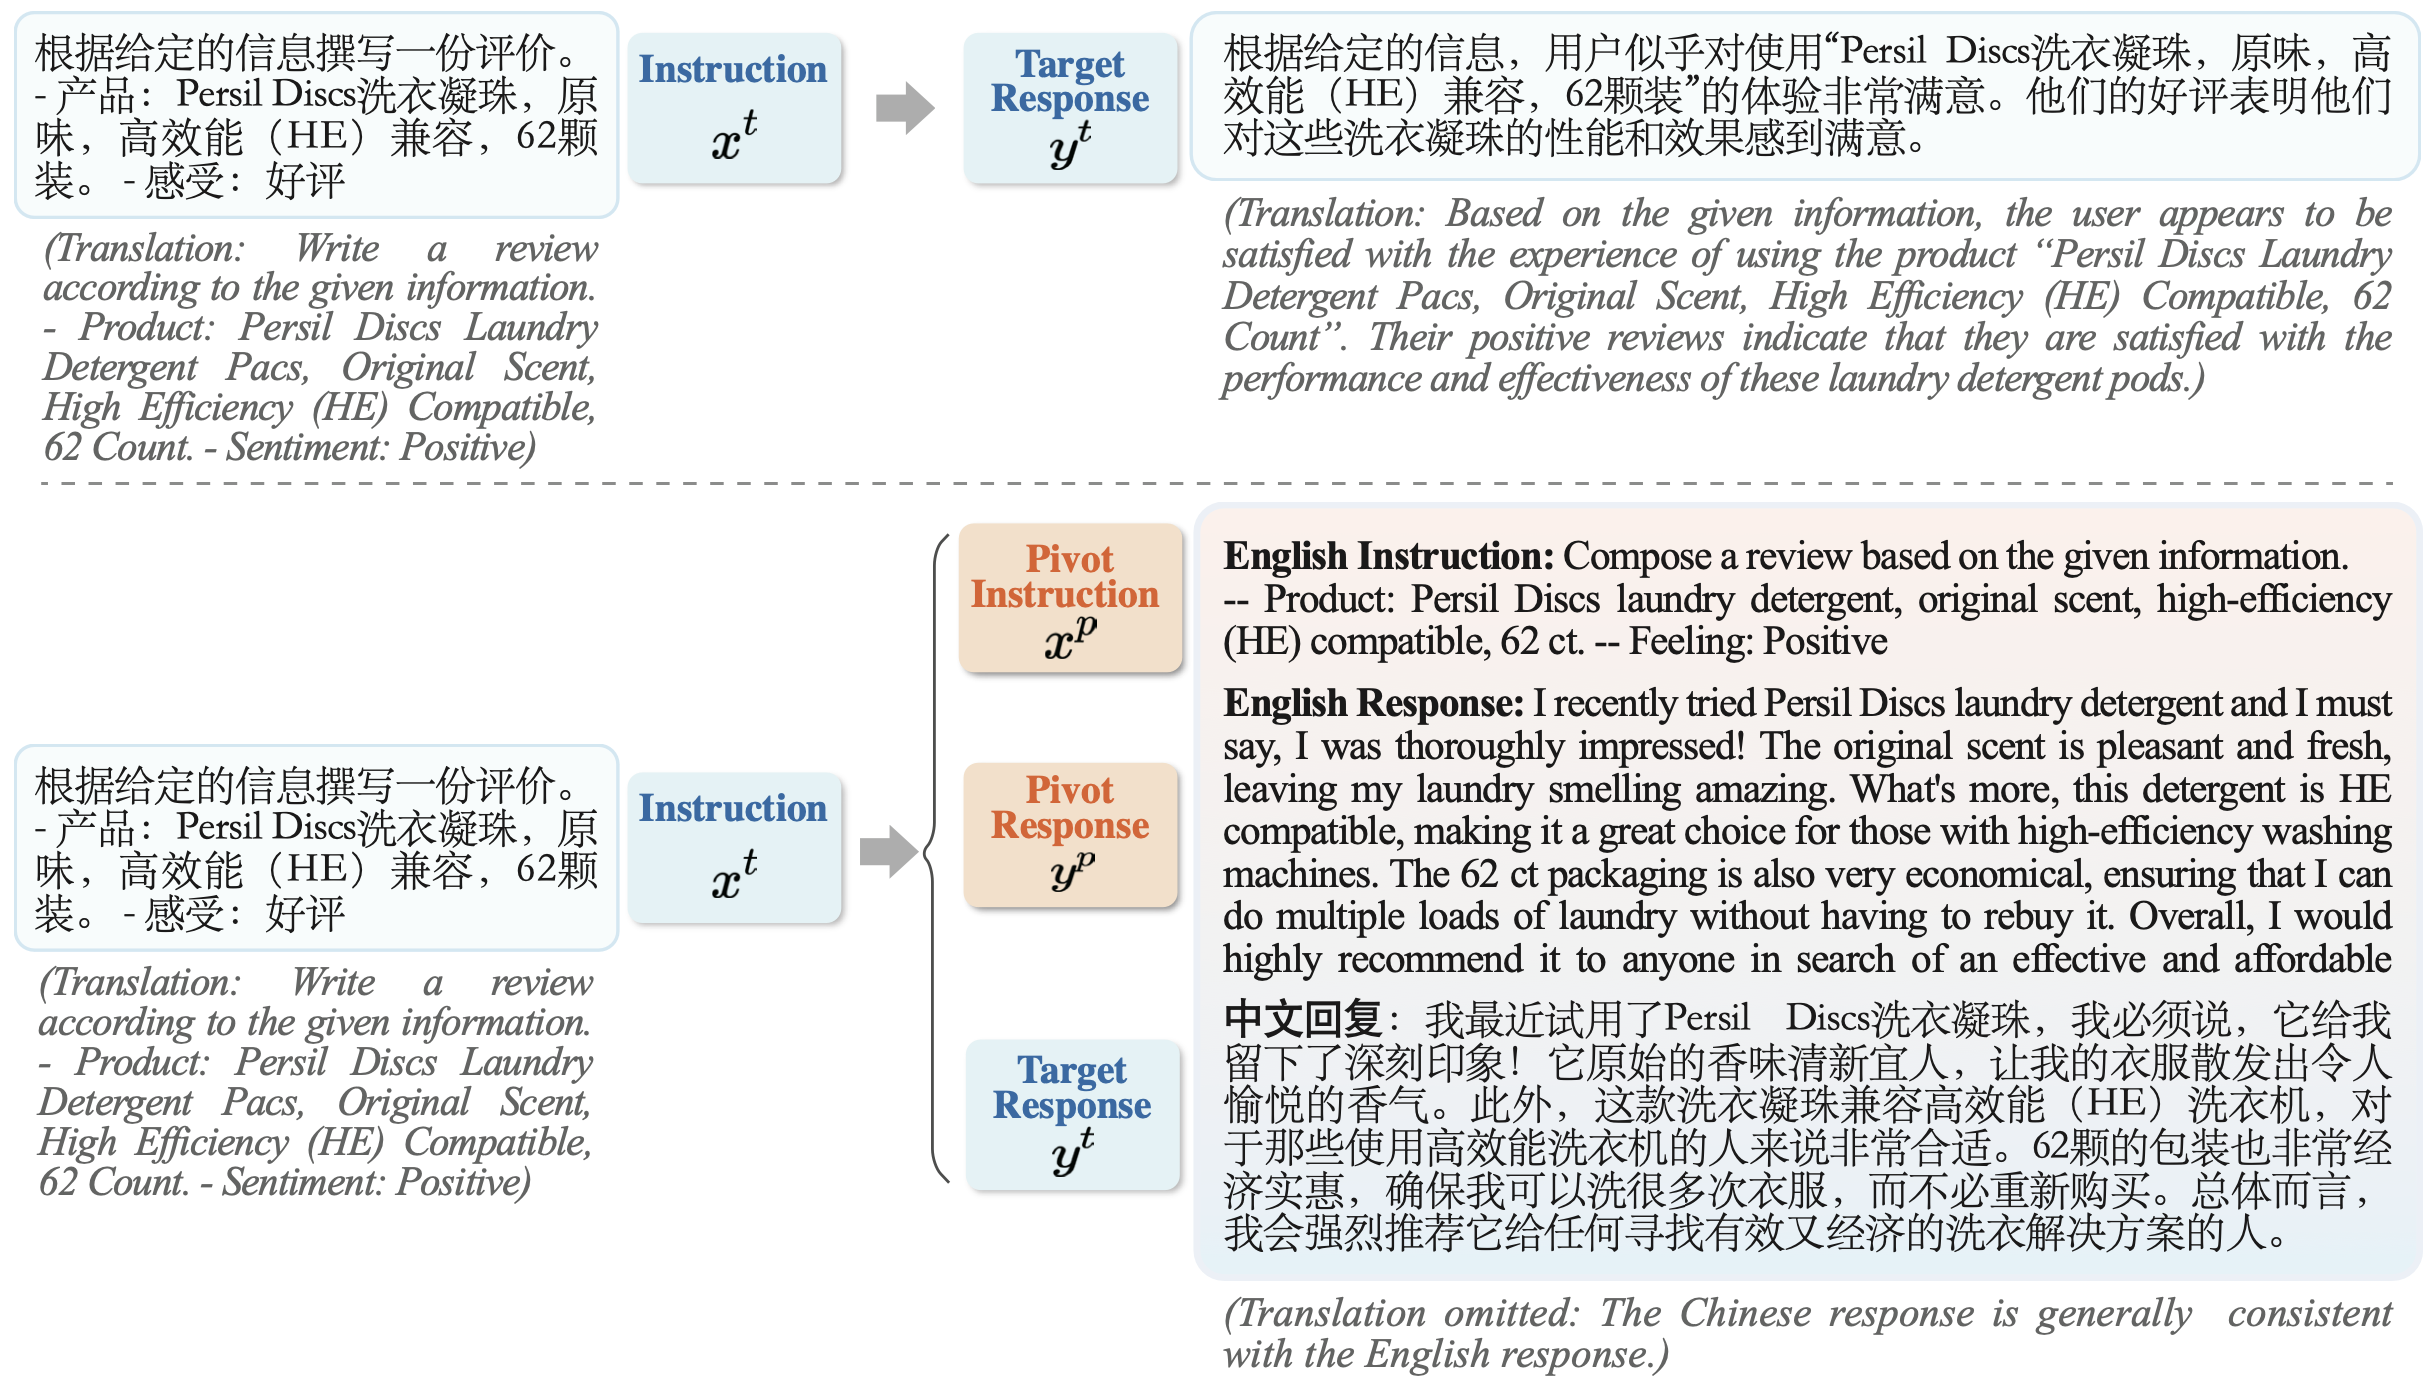 根据给定的信息撰写一份评价。
- 产品：Persil Discs洗衣凝珠，原
味，高效能（HE）兼容，62颗
装。 - 感受：好评
Instruction
x^t
Target
Response
y^t
根据给定的信息，用户似乎对使用“Persil Discs洗衣凝珠，原味，高
效能（HE）兼容，62颗装”的体验非常满意。他们的好评表明他们
对这些洗衣凝珠的性能和效果感到满意。
(Translation: Write a review
according to the given information.
- Product: Persil Discs Laundry
Detergent Pacs, Original Scent,
High Efficiency (HE) Compatible,
62 Count. - Sentiment: Positive)
(Translation: Based on the given information, the user appears to be
satisfied with the experience of using the product “Persil Discs Laundry
Detergent Pacs, Original Scent, High Efficiency (HE) Compatible, 62
Count”. Their positive reviews indicate that they are satisfied with the
performance and effectiveness of these laundry detergent pods.)
根据给定的信息撰写一份评价。
- 产品：Persil Discs洗衣凝珠，原
味，高效能（HE）兼容，62颗
装。 - 感受：好评
Instruction
x^t
(Translation: Write a review
according to the given information.
- Product: Persil Discs Laundry
Detergent Pacs, Original Scent,
High Efficiency (HE) Compatible,
62 Count. - Sentiment: Positive)
Pivot
Instruction
x^p
Pivot
Response
y^p
Target
Response
y^t
English Instruction: Compose a review based on the given information.
-- Product: Persil Discs laundry detergent, original scent, high-efficiency
(HE) compatible, 62 ct. -- Feeling: Positive
English Response: I recently tried Persil Discs laundry detergent and I must
say, I was thoroughly impressed! The original scent is pleasant and fresh,
leaving my laundry smelling amazing. What's more, this detergent is HE
compatible, making it a great choice for those with high-efficiency washing
machines. The 62 ct packaging is also very economical, ensuring that I can
do multiple loads of laundry without having to rebuy it. Overall, I would
highly recommend it to anyone in search of an effective and affordable
中文回复：我最近试用了Persil Discs洗衣凝珠，我必须说，它给我
留下了深刻印象！它原始的香味清新宜人，让我的衣服散发出令人
愉悦的香气。此外，这款洗衣凝珠兼容高效能（HE）洗衣机，对
于那些使用高效能洗衣机的人来说非常合适。62颗的包装也非常经
济实惠，确保我可以洗很多次衣服，而不必重新购买。总体而言，
我会强烈推荐它给任何寻找有效又经济的洗衣解决方案的人。
(Translation omitted: The Chinese response is generally consistent
with the English response.)